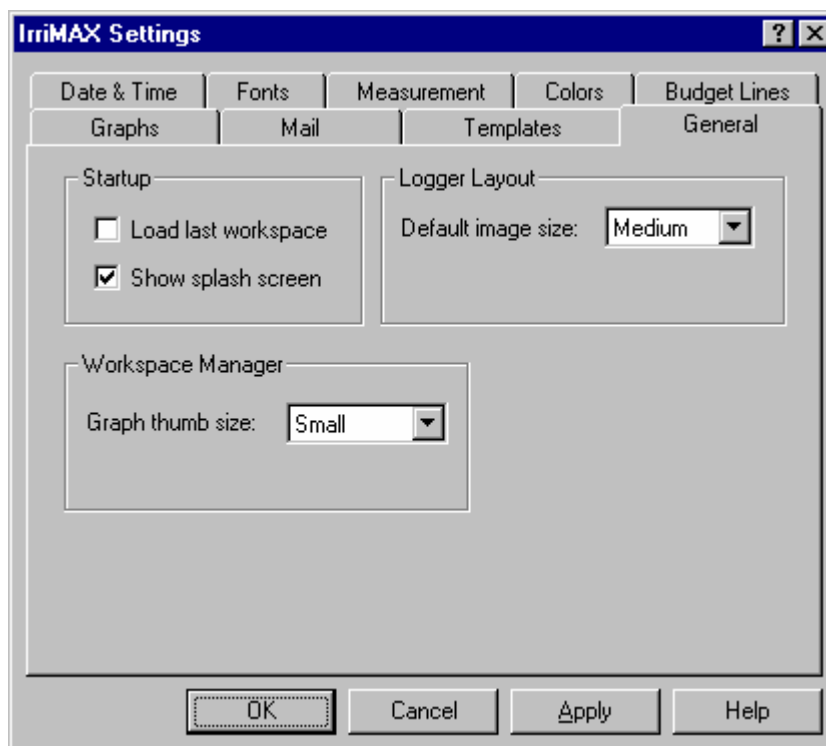 IrriMAX Settings
Date & Time Fonts Measurement Colors Budget Lines
Graphs Mail Templates General
Startup
Load last workspace
Show splash screen
Logger Layout
Default image size: Medium
Workspace Manager
Graph thumb size: Small
OK Cancel Apply Help